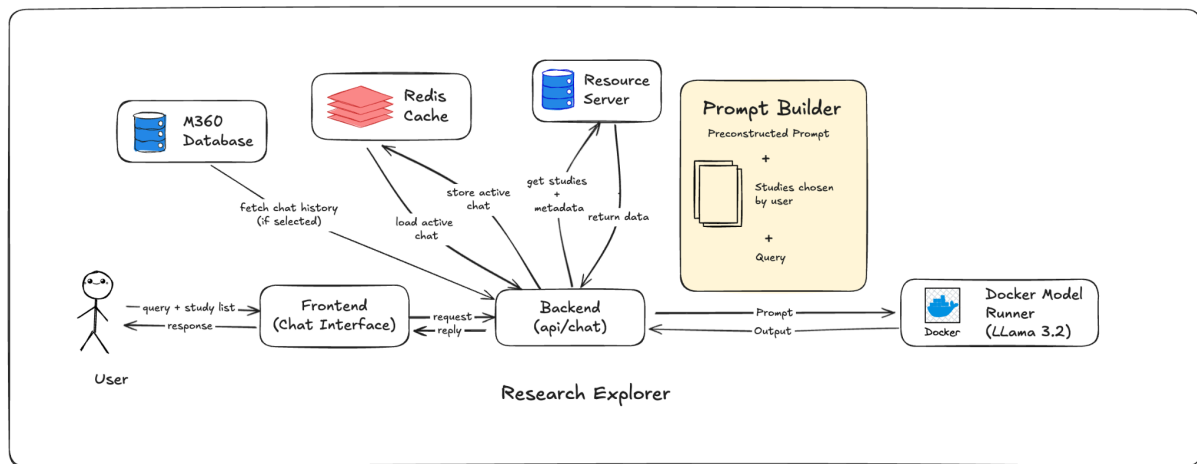 M360
Database
Redis
Cache
Resource
Server
Prompt Builder
Preconstructed Prompt
+
Studies chosen
by user
+
Query
fetch chat history
(if selected)
load active
chat
store active
chat
get studies
+
metadata
return data
User
query + study list
response
Frontend
(Chat Interface)
request
reply
Backend
(api/chat)
Prompt
Output
Docker
Docker Model
Runner
(LLama 3.2)
Research Explorer